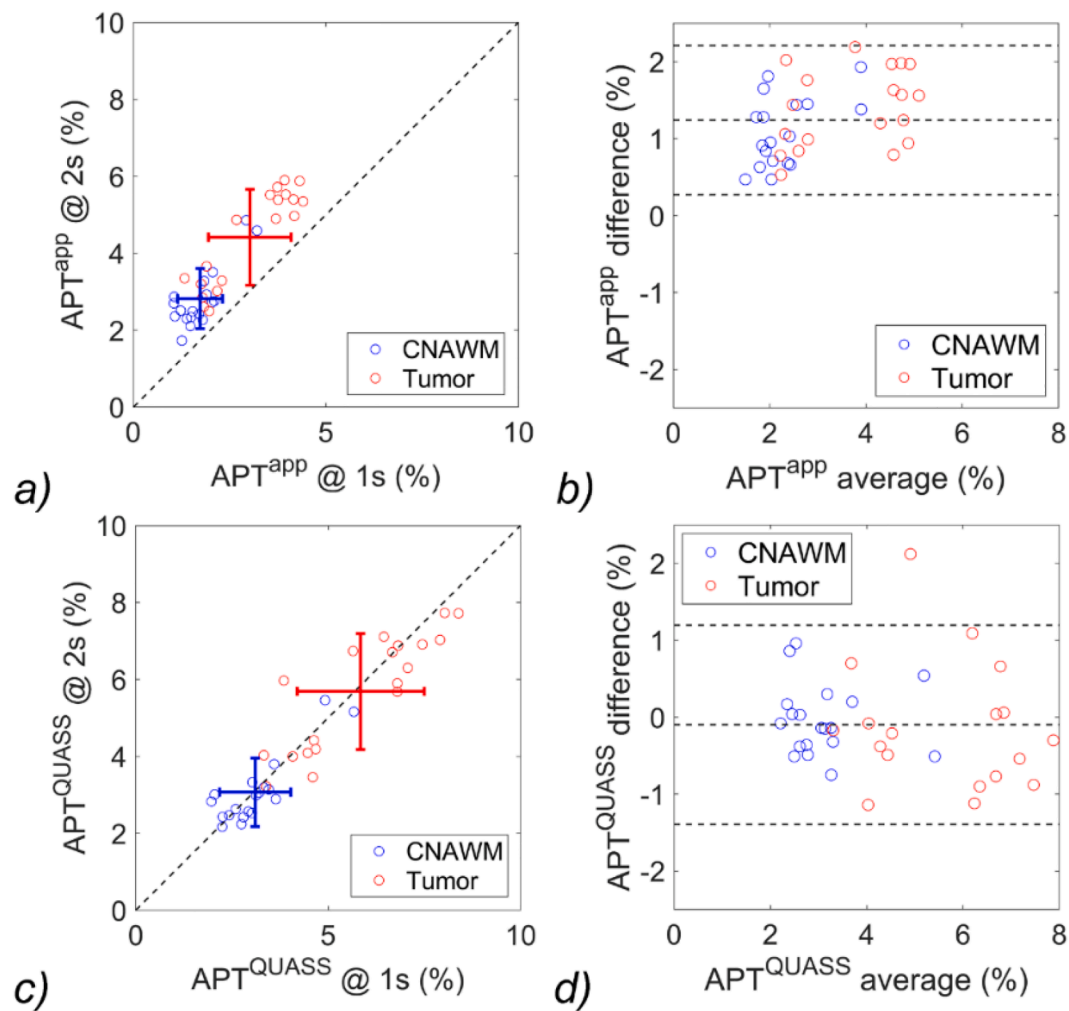 APT^app @ 2s (%)
10
8
6
4
2
0
0
5
10
CNAWM
Tumor
APT^app @ 1s (%)
a)
APT^app difference (%)
2
1
0
-1
-2
0
2
4
6
8
CNAWM
Tumor
APT^app average (%)
b)
APT^QUASS @ 2s (%)
10
8
6
4
2
0
0
5
10
CNAWM
Tumor
APT^QUASS @ 1s (%)
c)
APT^QUASS difference (%)
2
1
0
-1
-2
0
2
4
6
8
CNAWM
Tumor
APT^QUASS average (%)
d)